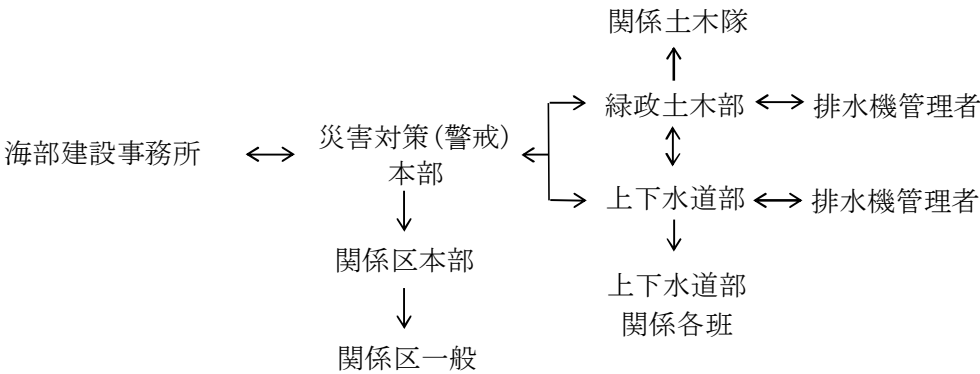 関係土木隊
緑政土木部
排水機管理者
海部建設事務所
災害対策(警戒)
本部
上下水道部
排水機管理者
関係区本部
上下水道部
関係各班
関係区一般